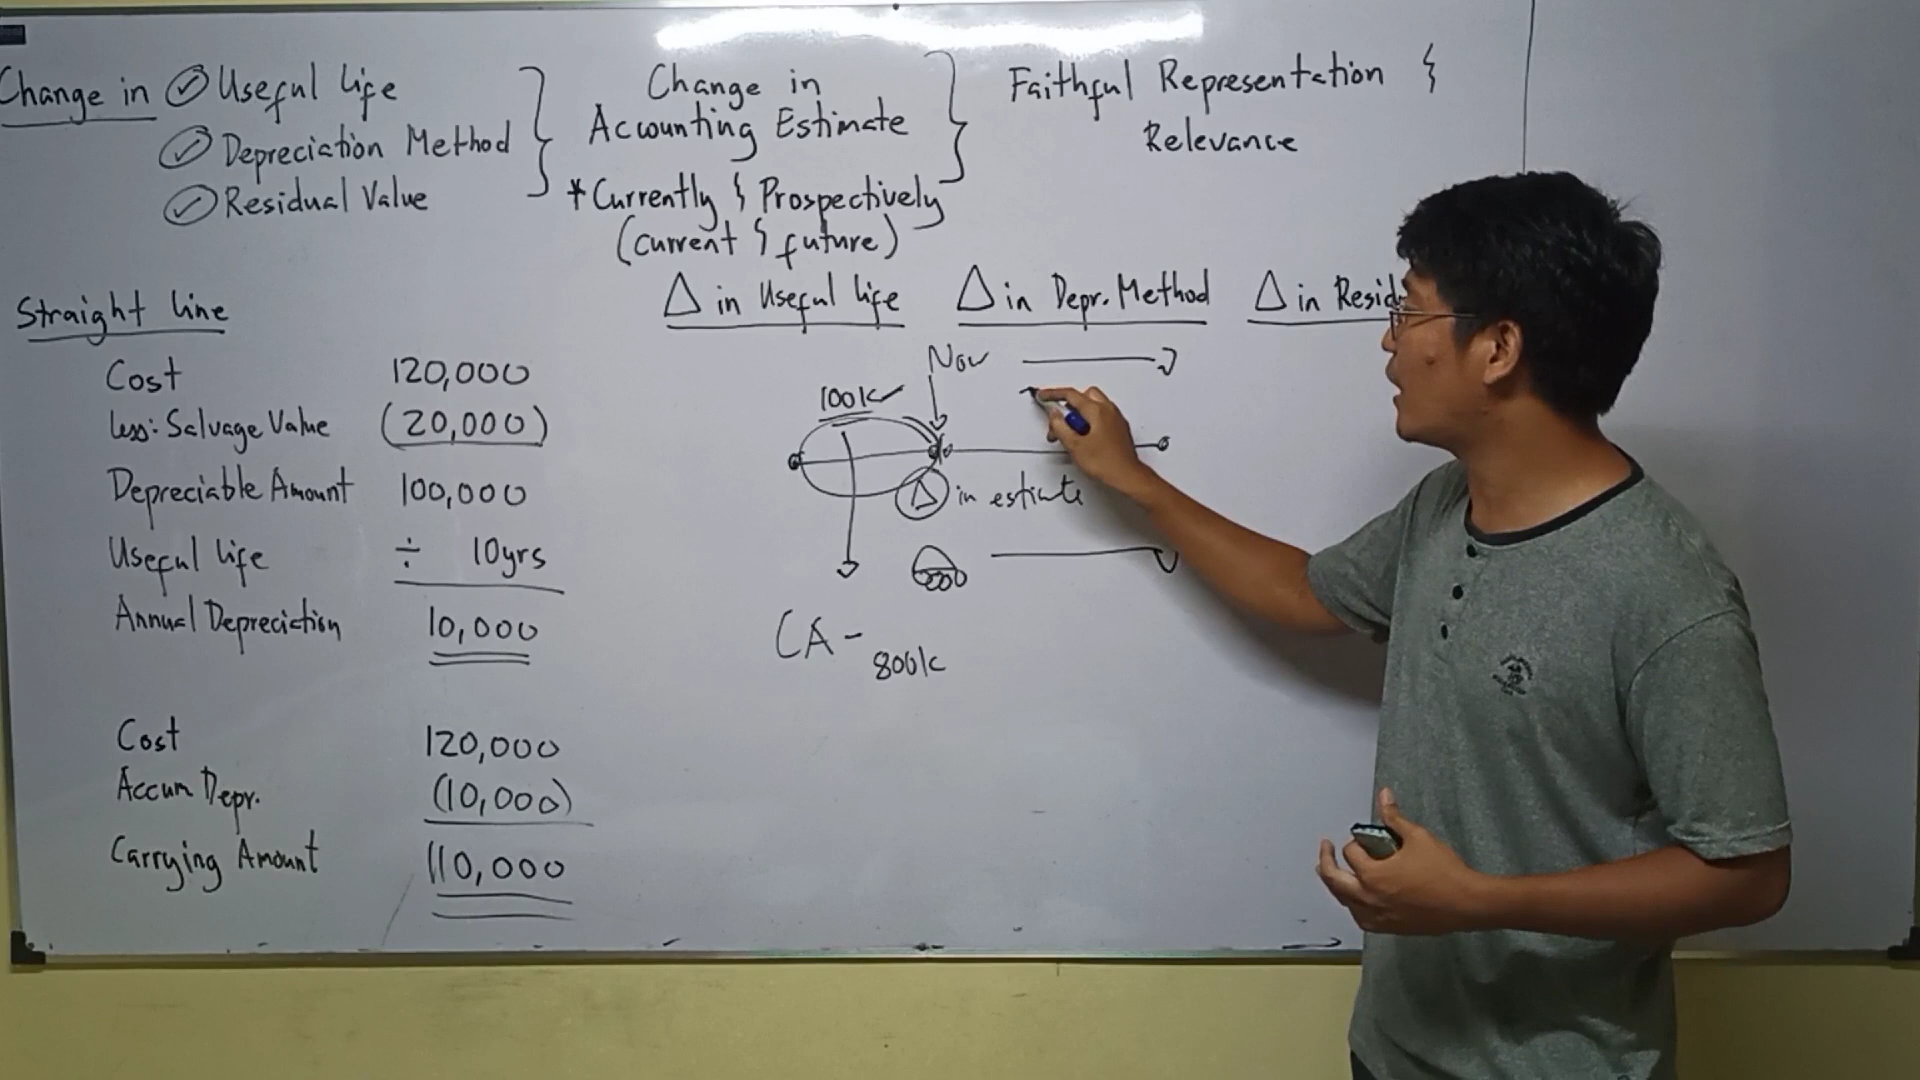 Change in ✓ Useful life
✓ Depreciation Method
✓ Residual Value
Change in
Accounting Estimate
* Currently & Prospectively
(current & future)
Faithful Representation &
Relevance
Straight line
Cost 120,000
Less: Salvage Value (20,000)
Depreciable Amount 100,000
Useful life ÷ 10yrs
Annual Depreciation 10,000
Cost 120,000
Accum Depr. (10,000)
Carrying Amount 110,000
Δ in Useful life
Δ in Depr. Method
Δ in Resid
Now
100k
Δ in estimate
CA - 800k